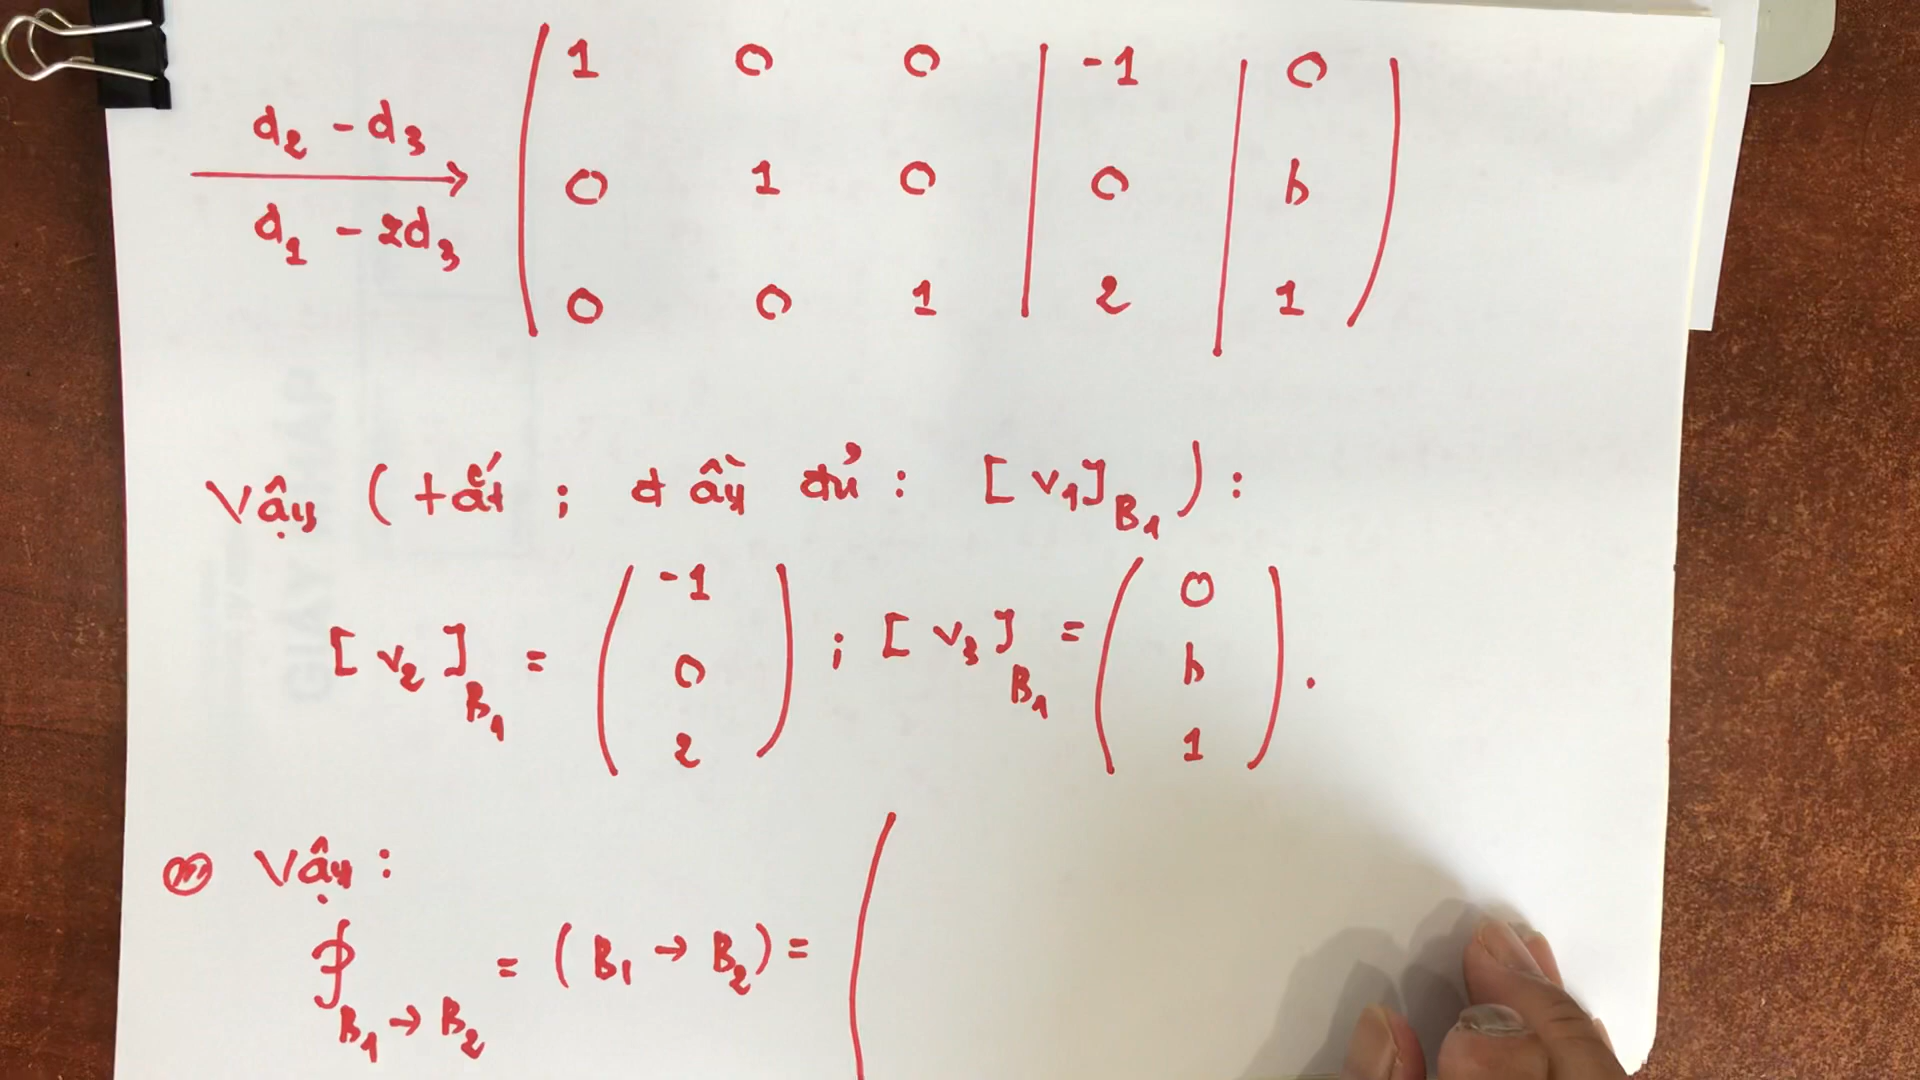 d₂ - d₃
d₁ - 2d₃
1 0 0 | -1 | 0
0 1 0 | 0 | b
0 0 1 | 2 | 1
Vậy (tắt ; đầy đủ : [v₁]B₁) :
[v₂]B₁ = (-1 0 2) ; [v₃]B₁ = (0 b 1) .
Vậy :
B₁ → B₂ = (B₁ → B₂) = (